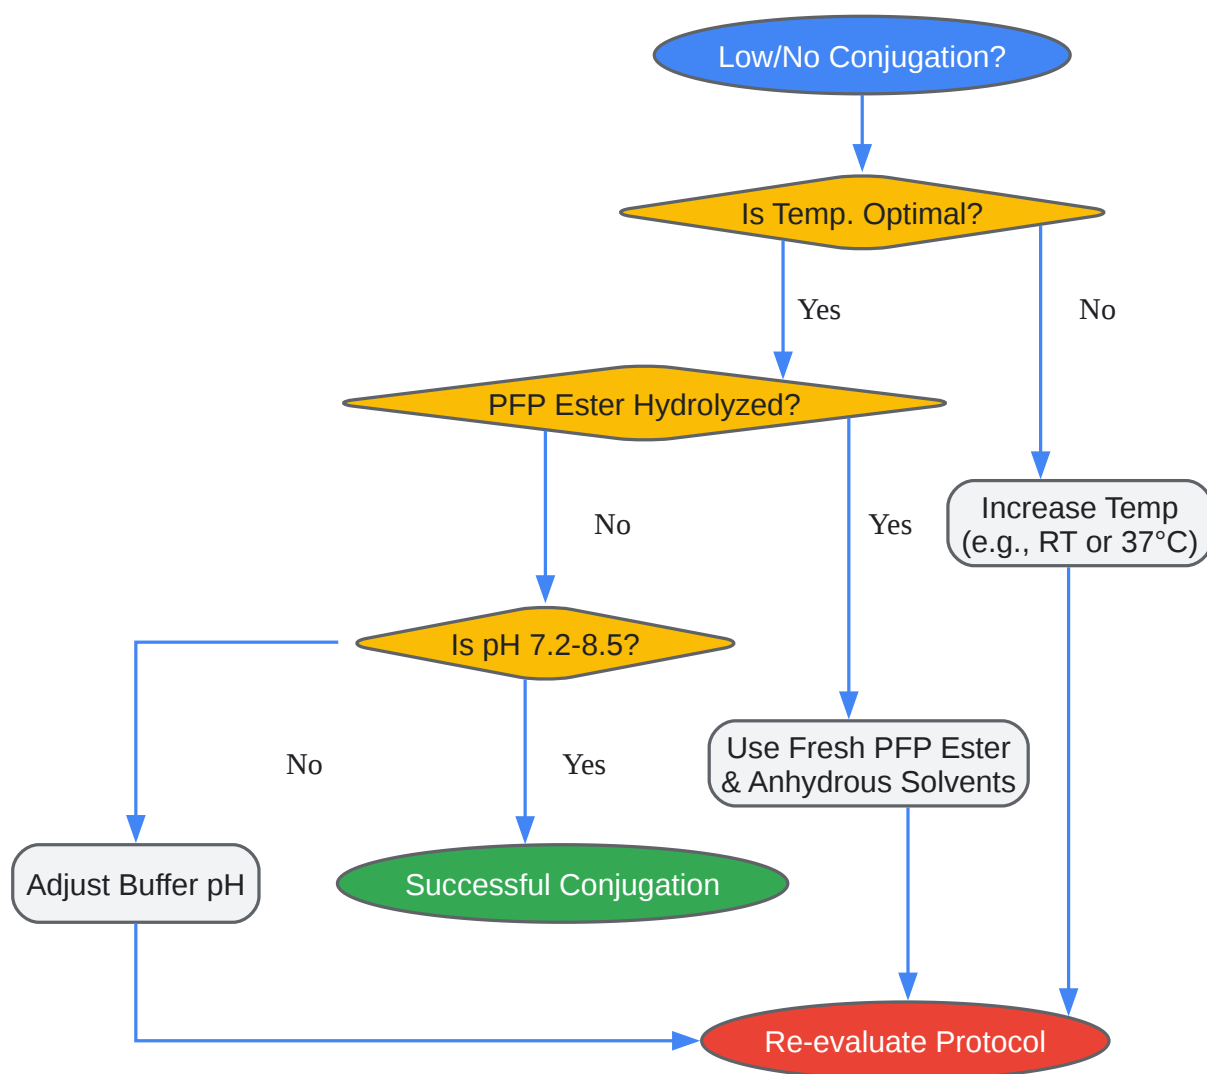 Low/No Conjugation?
Is Temp. Optimal?
Yes
No
PFP Ester Hydrolyzed?
No
Yes
Increase Temp
(e.g., RT or 37°C)
Is pH 7.2-8.5?
No
Yes
Use Fresh PFP Ester
& Anhydrous Solvents
Adjust Buffer pH
Successful Conjugation
Re-evaluate Protocol